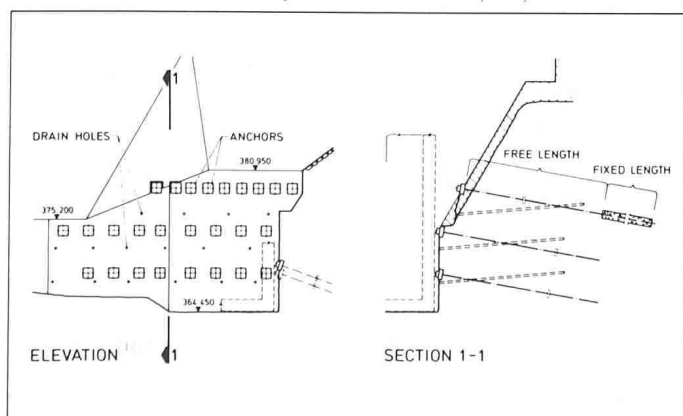 1
DRAIN HOLES
ANCHORS
380,950
375,200
364,450
ELEVATION
1
FREE LENGTH
FIXED LENGTH
SECTION 1-1